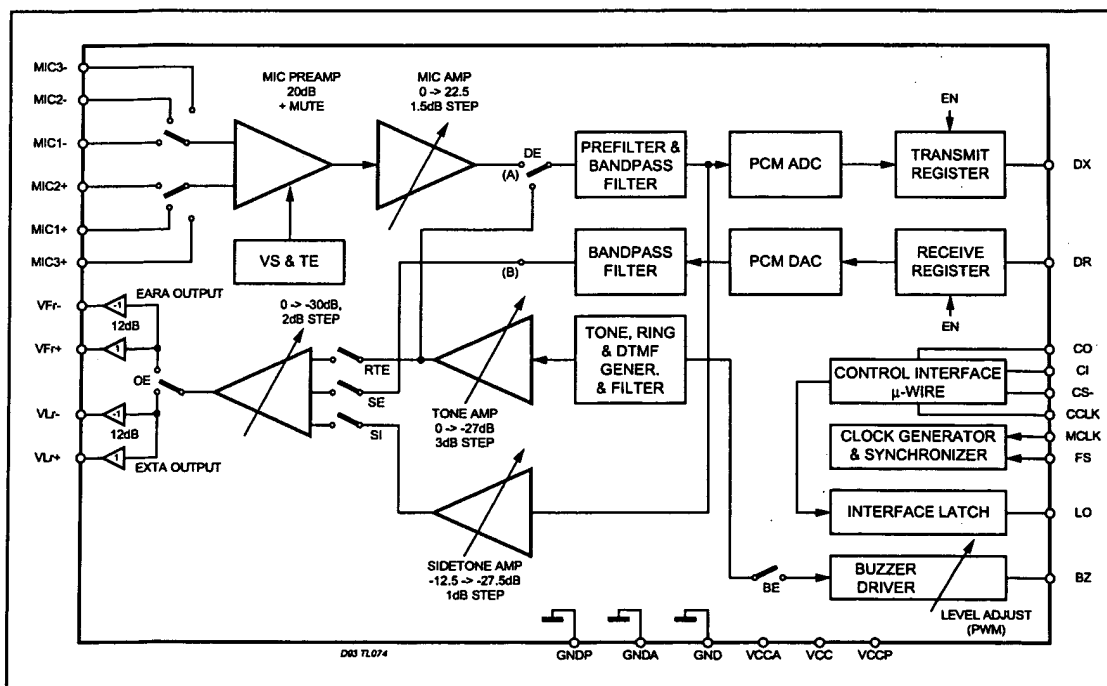 MIC3-
MIC2-
MIC1-
MIC2+
MIC1+
MIC3+
VFr-
VFr+
VLr-
VLr+
MIC PREAMP
20dB
+ MUTE
MIC AMP
0 -> 22.5
1.5dB STEP
VS & TE
DE
(A)
(B)
PREFILTER &
BANDPASS
FILTER
PCM ADC
EN
TRANSMIT
REGISTER
DX
BANDPASS
FILTER
PCM DAC
RECEIVE
REGISTER
DR
EN
EARA OUTPUT
-1
12dB
1
OE
-1
12dB
1
EXTA OUTPUT
0 -> -30dB,
2dB STEP
RTE
SE
SI
TONE AMP
0 -> -27dB
3dB STEP
TONE, RING
& DTMF
GENER.
& FILTER
SIDETONE AMP
-12.5 -> -27.5dB
1dB STEP
CONTROL INTERFACE
μ-WIRE
CO
CI
CS-
CCLK
CLOCK GENERATOR
& SYNCHRONIZER
MCLK
FS
INTERFACE LATCH
LO
BE
BUZZER
DRIVER
BZ
LEVEL ADJUST
(PWM)
D93 TL074
GNDP
GNDA
GND
VCCA
VCC
VCCP